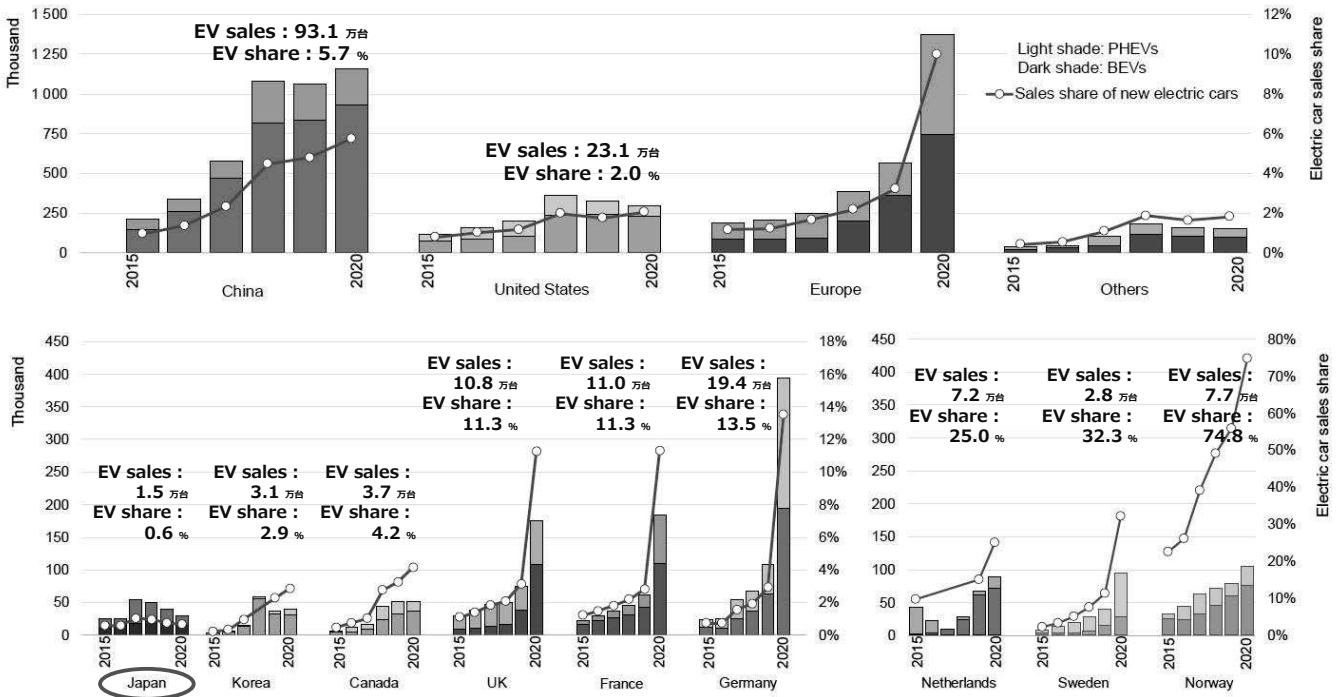 Thousand
1 500
1 250
1 000
750
500
250
0
EV sales : 93.1 万台
EV share : 5.7 %
EV sales : 23.1 万台
EV share : 2.0 %
Light shade: PHEVs
Dark shade: BEVs
Sales share of new electric cars
12%
10%
8%
6%
4%
2%
0%
Electric car sales share
2015
2020
China
2015
2020
United States
2015
2020
Europe
2015
2020
Others
Thousand
450
400
350
300
250
200
150
100
50
0
EV sales :
1.5 万台
EV share :
0.6 %
EV sales :
3.1 万台
EV share :
2.9 %
EV sales :
3.7 万台
EV share :
4.2 %
EV sales :
10.8 万台
EV share :
11.3 %
EV sales :
11.0 万台
EV share :
11.3 %
EV sales :
19.4 万台
EV share :
13.5 %
18%
16%
14%
12%
10%
8%
6%
4%
2%
0%
2015
2020
Japan
2015
2020
Korea
2015
2020
Canada
2015
2020
UK
2015
2020
France
2015
2020
Germany
450
400
350
300
250
200
150
100
50
0
EV sales :
7.2 万台
EV share :
25.0 %
EV sales :
2.8 万台
EV share :
32.3 %
EV sales :
7.7 万台
EV share :
74.8 %
80%
70%
60%
50%
40%
30%
20%
10%
0%
Electric car sales share
2015
2020
Netherlands
2015
2020
Sweden
2015
2020
Norway